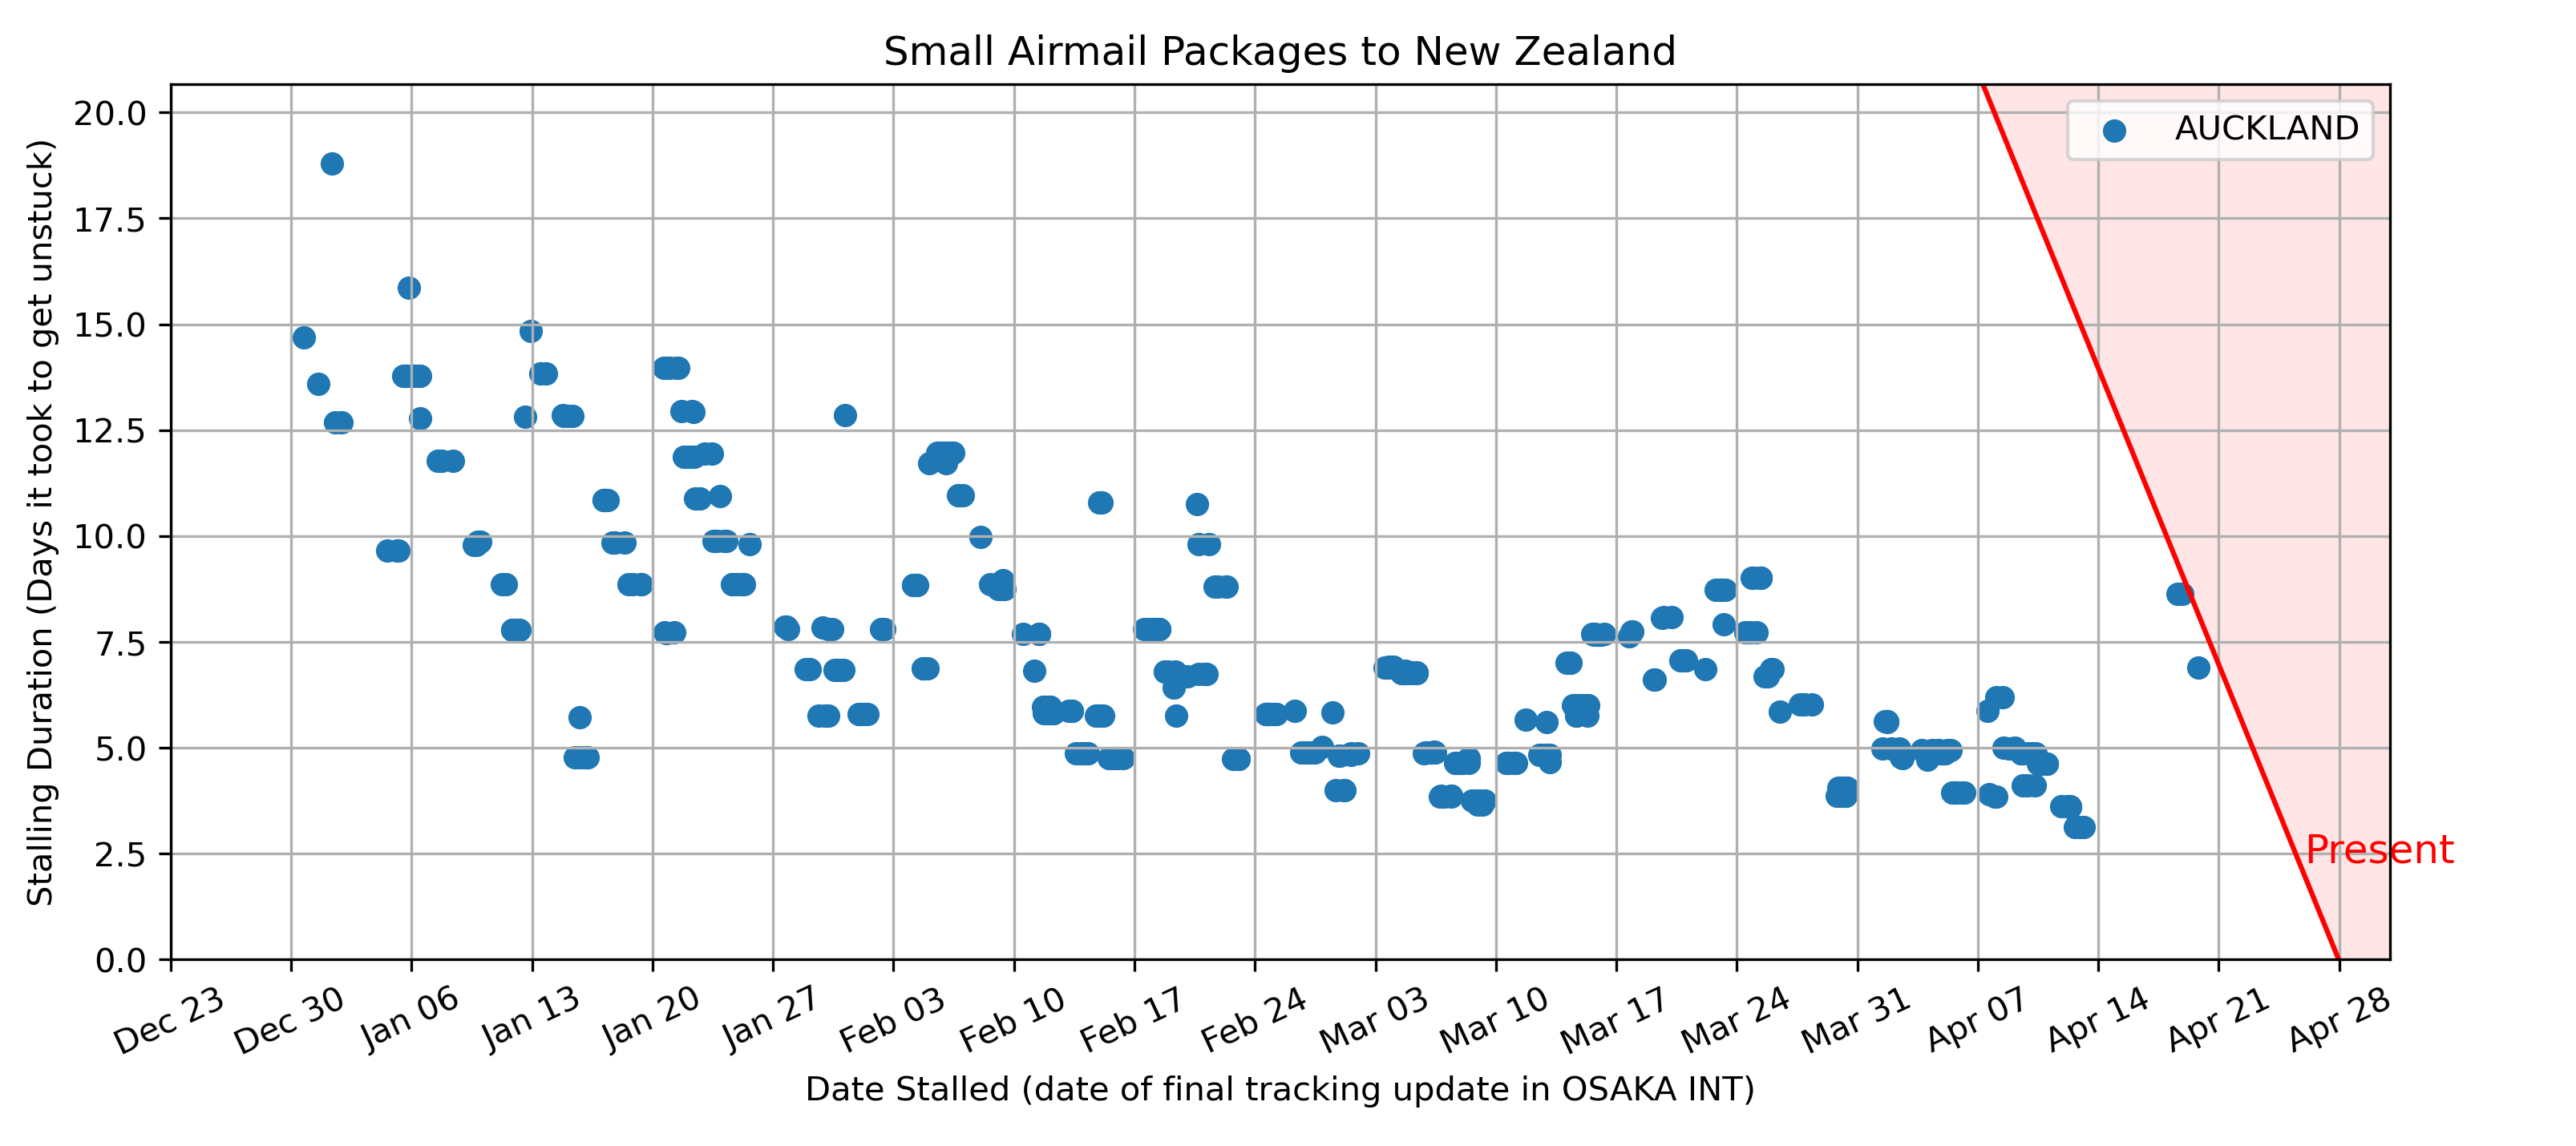 Small Airmail Packages to New Zealand
Stalling Duration (Days it took to get unstuck)
20.0
17.5
15.0
12.5
10.0
7.5
5.0
2.5
0.0
AUCKLAND
Present
Dec 23
Dec 30
Jan 06
Jan 13
Jan 20
Jan 27
Feb 03
Feb 10
Feb 17
Feb 24
Mar 03
Mar 10
Mar 17
Mar 24
Mar 31
Apr 07
Apr 14
Apr 21
Apr 28
Date Stalled (date of final tracking update in OSAKA INT)